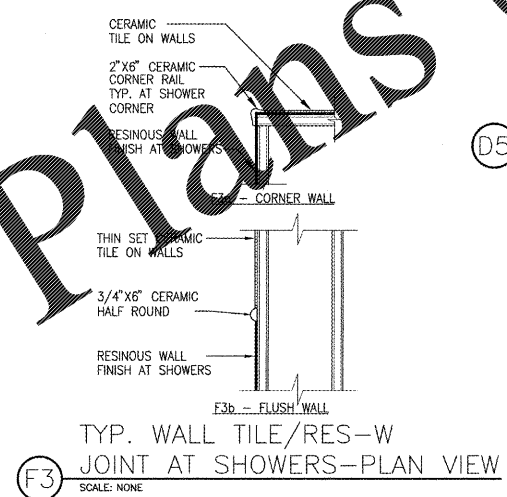 CERAMIC
TILE ON WALLS
2"X6" CERAMIC
CORNER RAIL
TYP. AT SHOWER
CORNER
RESINOUS WALL
FINISH AT SHOWERS
F3a - CORNER WALL
D5
THIN SET CERAMIC
TILE ON WALLS
3/4"X6" CERAMIC
HALF ROUND
RESINOUS WALL
FINISH AT SHOWERS
F3b - FLUSH WALL
TYP. WALL TILE/RES-W
F3 JOINT AT SHOWERS-PLAN VIEW
SCALE: NONE
Plans